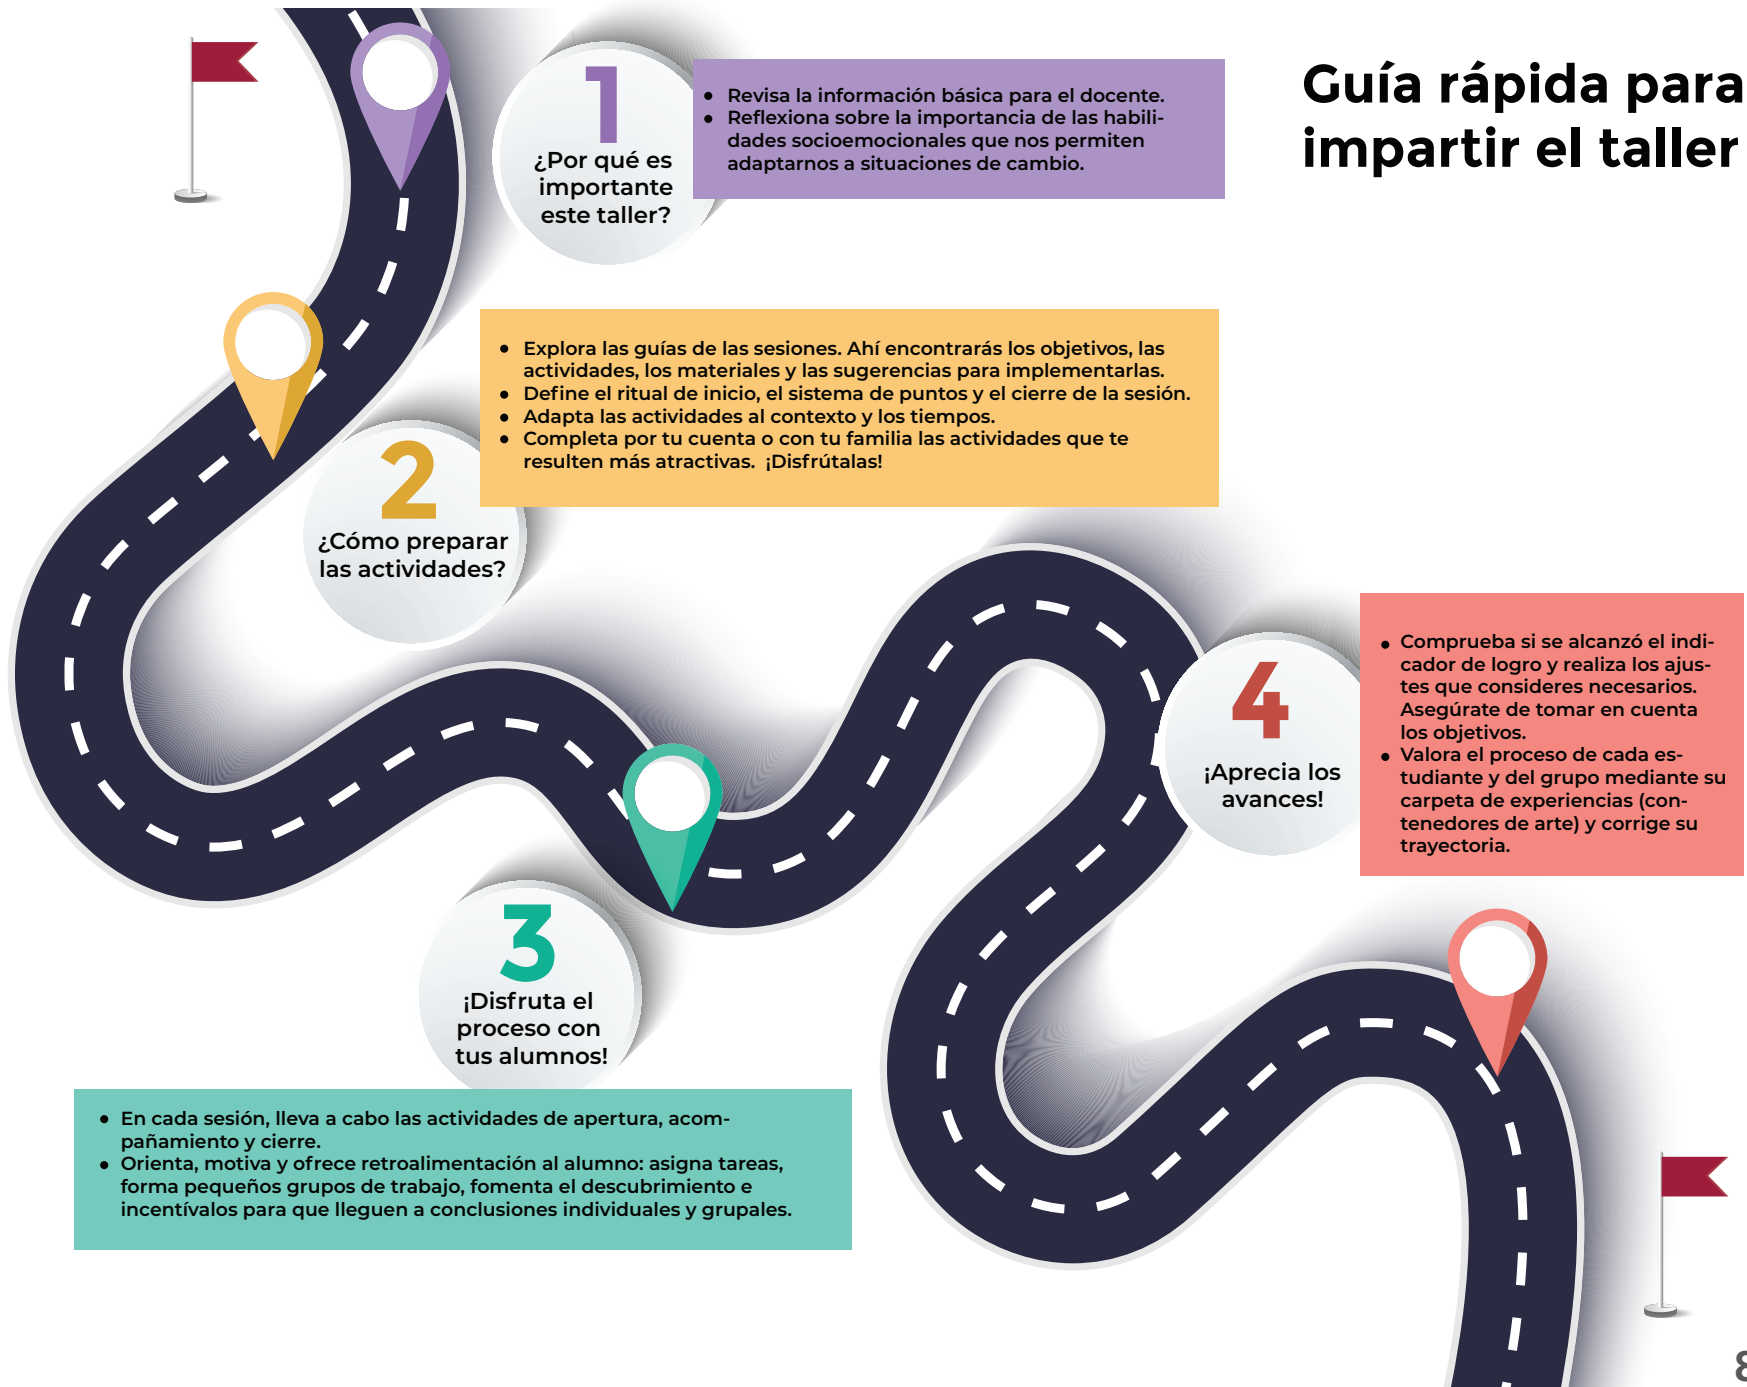 Guía rápida para
impartir el taller
1
¿Por qué es
importante
este taller?
• Revisa la información básica para el docente.
• Reflexiona sobre la importancia de las habili-
dades socioemocionales que nos permiten
adaptarnos a situaciones de cambio.
2
¿Cómo preparar
las actividades?
• Explora las guías de las sesiones. Ahí encontrarás los objetivos, las
actividades, los materiales y las sugerencias para implementarlas.
• Define el ritual de inicio, el sistema de puntos y el cierre de la sesión.
• Adapta las actividades al contexto y los tiempos.
• Completa por tu cuenta o con tu familia las actividades que te
resulten más atractivas. ¡Disfrútalas!
3
¡Disfruta el
proceso con
tus alumnos!
• En cada sesión, lleva a cabo las actividades de apertura, acom-
pañamiento y cierre.
• Orienta, motiva y ofrece retroalimentación al alumno: asigna tareas,
forma pequeños grupos de trabajo, fomenta el descubrimiento e
incentívalos para que lleguen a conclusiones individuales y grupales.
4
¡Aprecia los
avances!
• Comprueba si se alcanzó el indi-
cador de logro y realiza los ajus-
tes que consideres necesarios.
Asegúrate de tomar en cuenta
los objetivos.
• Valora el proceso de cada es-
tudiante y del grupo mediante su
carpeta de experiencias (con-
tenedores de arte) y corrige su
trayectoria.
8